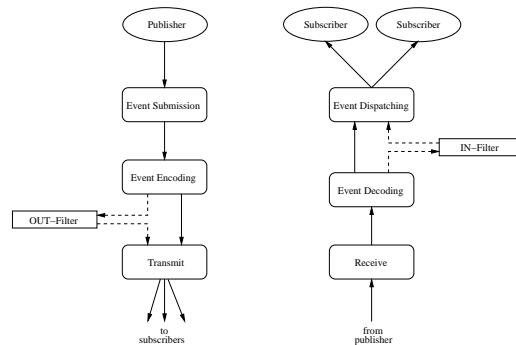 Publisher
Event Submission
Event Encoding
OUT−Filter
Transmit
to
subscribers
Subscriber
Subscriber
Event Dispatching
IN−Filter
Event Decoding
Receive
from
publisher